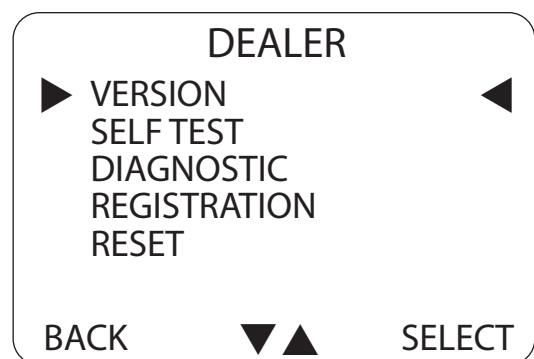 DEALER
▶ VERSION ◀
SELF TEST
DIAGNOSTIC
REGISTRATION
RESET
BACK ▼▲ SELECT